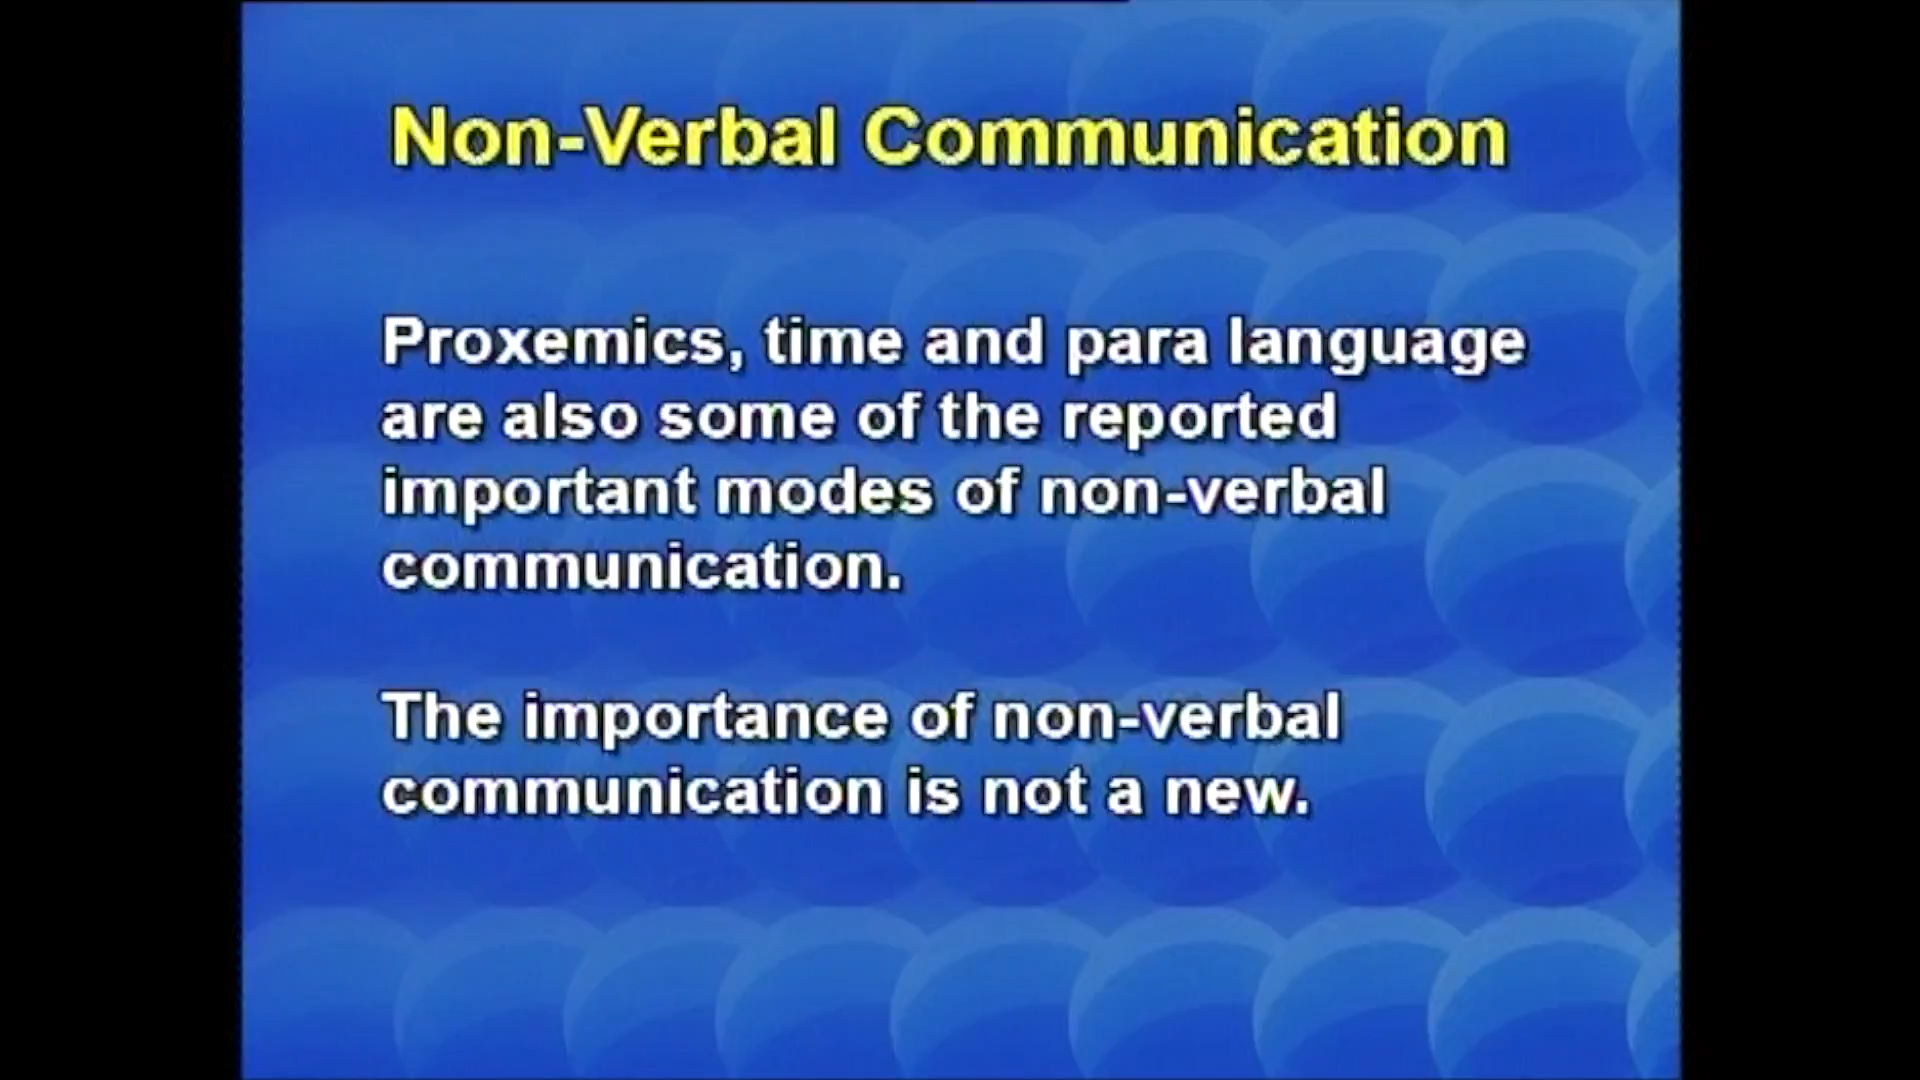 Non-Verbal Communication
Proxemics, time and para language
are also some of the reported
important modes of non-verbal
communication.
The importance of non-verbal
communication is not a new.